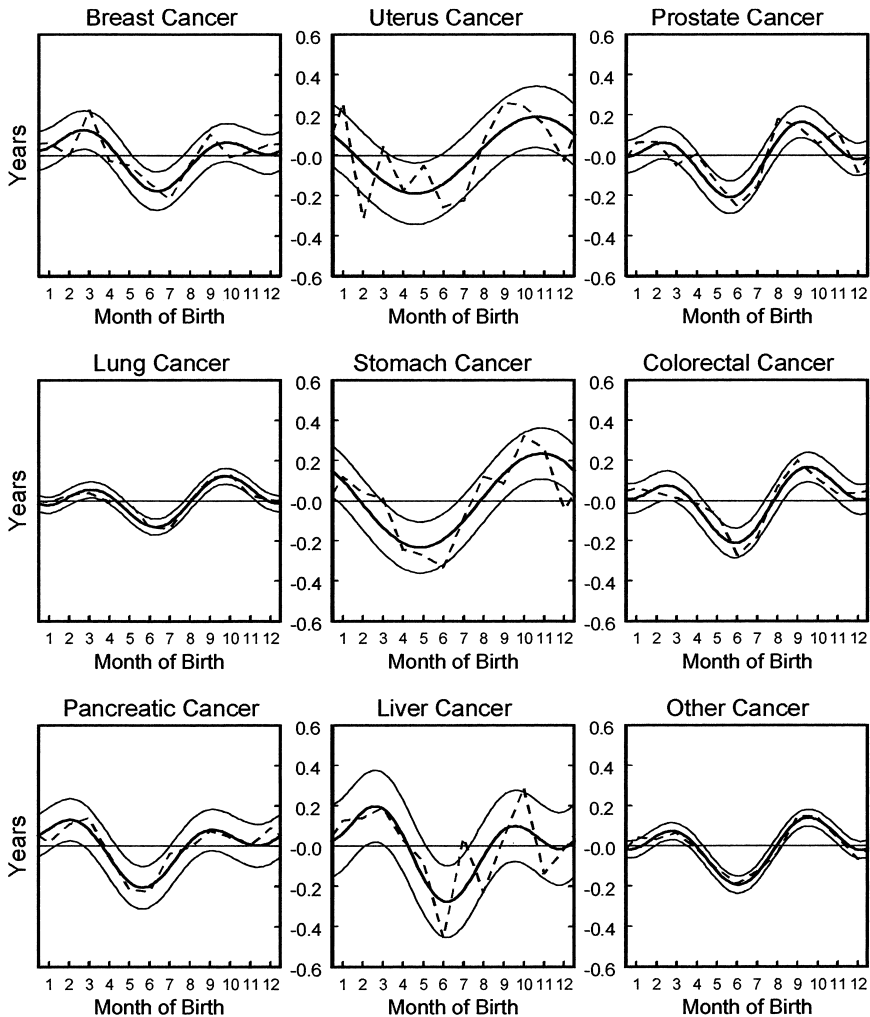 Breast Cancer Uterus Cancer Prostate Cancer
0.6 0.6
0.4 0.4
0.2 0.2
Years -0.0 -0.0
-0.2 -0.2
-0.4 -0.4
-0.6 -0.6
1 2 3 4 5 6 7 8 9 10 11 12 1 2 3 4 5 6 7 8 9 10 11 12 1 2 3 4 5 6 7 8 9 10 11 12
Month of Birth Month of Birth Month of Birth
Lung Cancer Stomach Cancer Colorectal Cancer
0.6 0.6
0.4 0.4
0.2 0.2
Years -0.0 -0.0
-0.2 -0.2
-0.4 -0.4
-0.6 -0.6
1 2 3 4 5 6 7 8 9 10 11 12 1 2 3 4 5 6 7 8 9 10 11 12 1 2 3 4 5 6 7 8 9 10 11 12
Month of Birth Month of Birth Month of Birth
Pancreatic Cancer Liver Cancer Other Cancer
0.6 0.6
0.4 0.4
0.2 0.2
Years -0.0 -0.0
-0.2 -0.2
-0.4 -0.4
-0.6 -0.6
1 2 3 4 5 6 7 8 9 10 11 12 1 2 3 4 5 6 7 8 9 10 11 12 1 2 3 4 5 6 7 8 9 10 11 12
Month of Birth Month of Birth Month of Birth